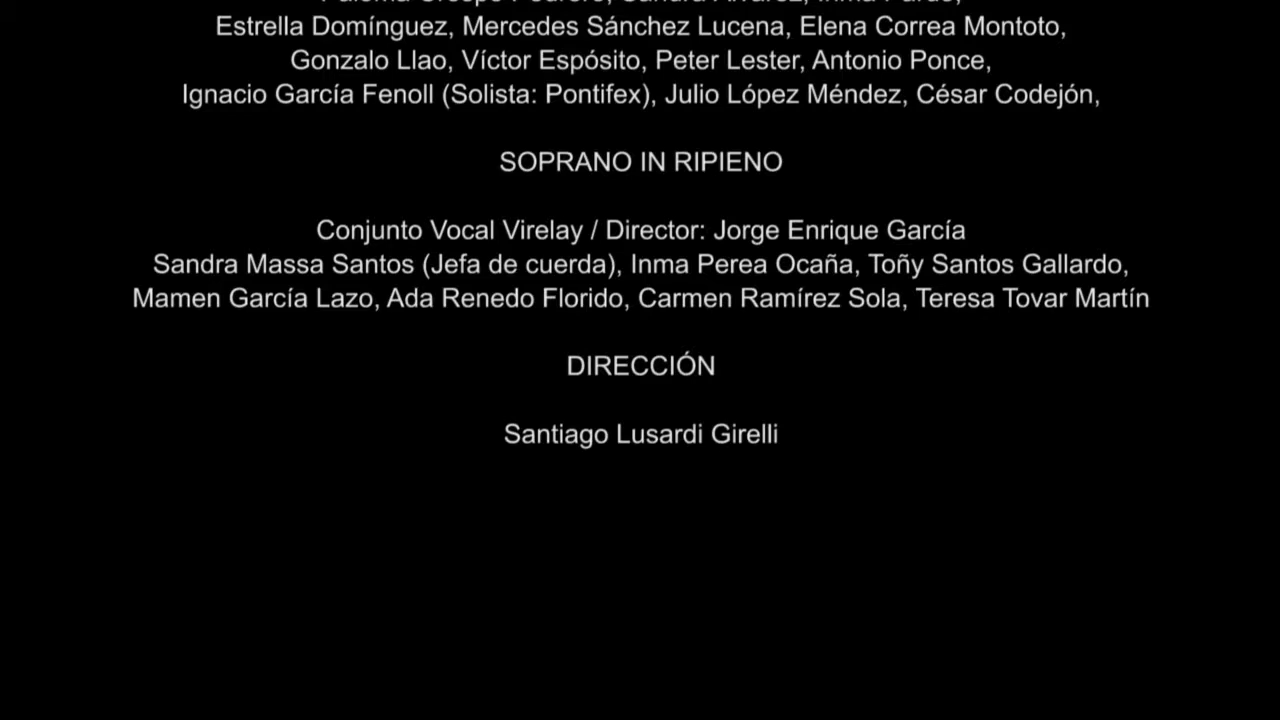 Estrella Domínguez, Mercedes Sánchez Lucena, Elena Correa Montoto,
Gonzalo Llao, Víctor Espósito, Peter Lester, Antonio Ponce,
Ignacio García Fenoll (Solista: Pontifex), Julio López Méndez, César Codejón,
SOPRANO IN RIPIENO
Conjunto Vocal Virelay / Director: Jorge Enrique García
Sandra Massa Santos (Jefa de cuerda), Inma Perea Ocaña, Toñy Santos Gallardo,
Mamen García Lazo, Ada Renedo Florido, Carmen Ramírez Sola, Teresa Tovar Martín
DIRECCIÓN
Santiago Lusardi Girelli